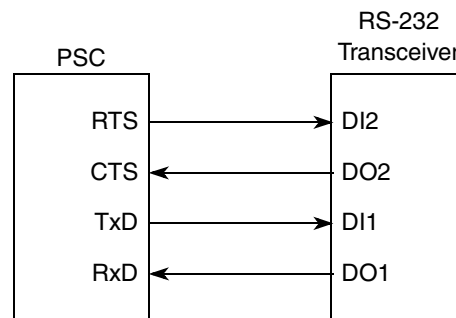 PSC
RS-232
Transceiver
RTS
DI2
CTS
DO2
TxD
DI1
RxD
DO1